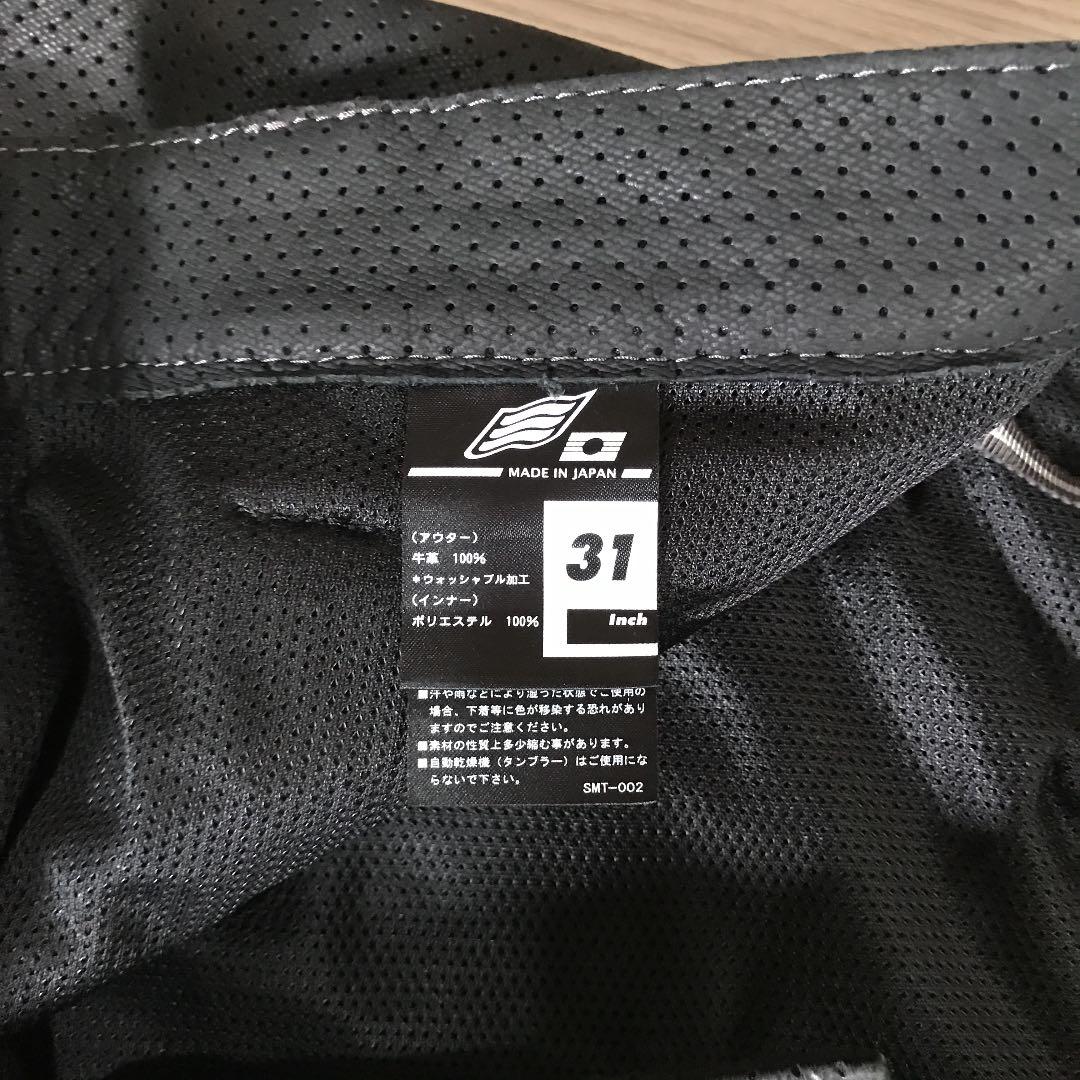 MADE IN JAPAN
(アウター)
牛革 100%
*ウォッシャブル加工
(インナー)
ポリエステル 100%
31
Inch
■汗や雨などにより湿った状態でご使用の
場合、下着等に色が移染する恐れがあり
ますのでご注意ください。
■素材の性質上多少縮む事があります。
■自動乾燥機(タンブラー)はご使用にな
らないで下さい。
SMT-002